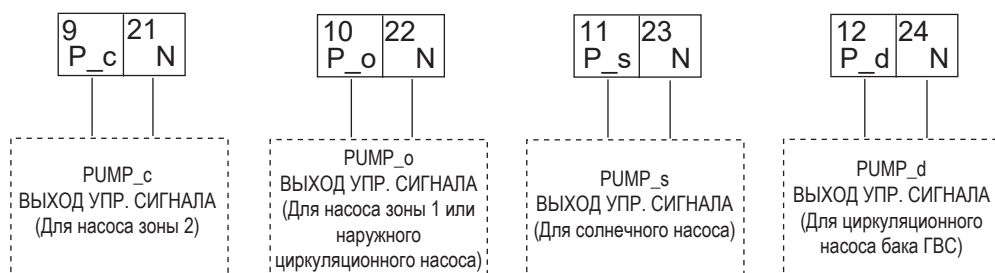 9 21
P_c N
PUMP_c
ВЫХОД УПР. СИГНАЛА
(Для насоса зоны 2)
10 22
P_o N
PUMP_o
ВЫХОД УПР. СИГНАЛА
(Для насоса зоны 1 или
наружного
циркуляционного насоса)
11 23
P_s N
PUMP_s
ВЫХОД УПР. СИГНАЛА
(Для солнечного насоса)
12 24
P_d N
PUMP_d
ВЫХОД УПР. СИГНАЛА
(Для циркуляционного
насоса бака ГВС)